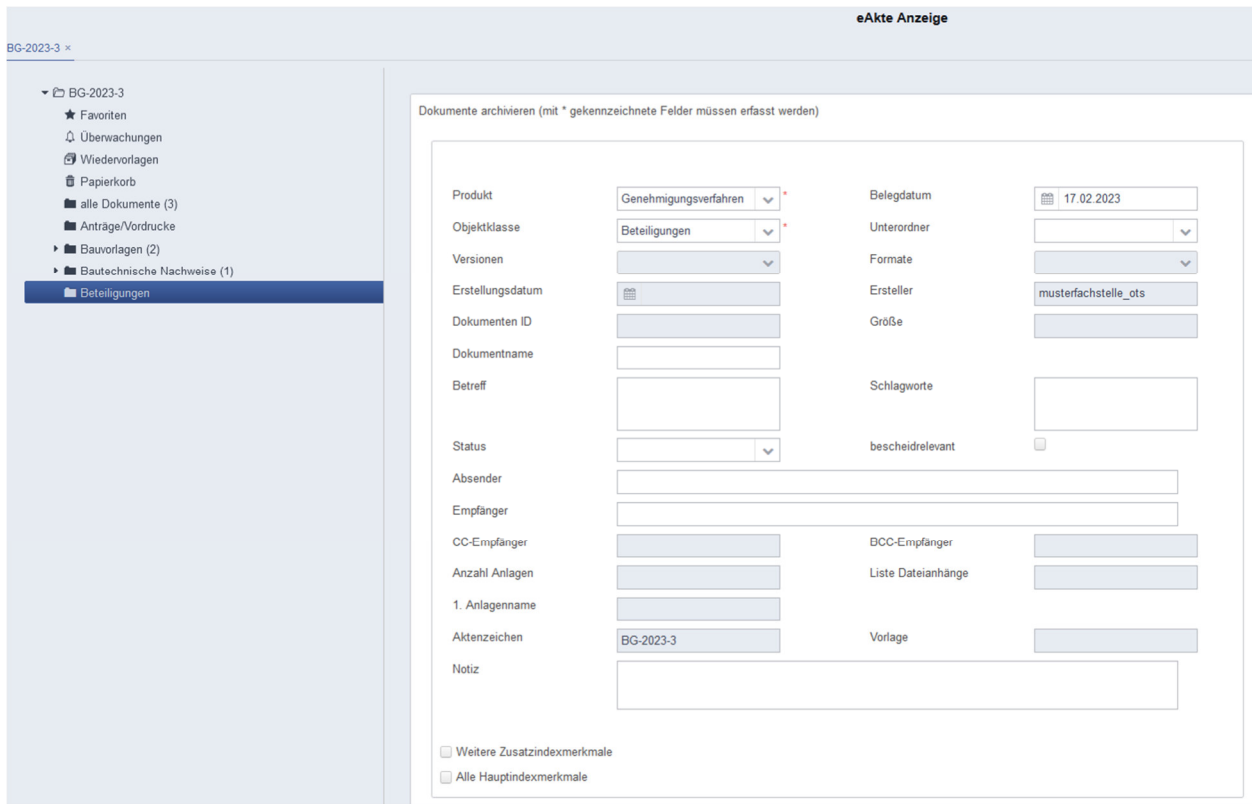 eAkte Anzeige
BG-2023-3 ×
BG-2023-3
Favoriten
Überwachungen
Wiedervorlagen
Papierkorb
alle Dokumente (3)
Anträge/Vordrucke
Bauvorlagen (2)
Bautechnische Nachweise (1)
Beteiligungen
Dokumente archivieren (mit * gekennzeichnete Felder müssen erfasst werden)
Produkt Genehmigungsverfahren * Belegdatum 17.02.2023
Objektklasse Beteiligungen * Unterordner
Versionen Formate
Erstellungsdatum Ersteller musterfachstelle_ots
Dokumenten ID Größe
Dokumentname
Betreff Schlagworte
Status bescheidrelevant
Absender
Empfänger
CC-Empfänger BCC-Empfänger
Anzahl Anlagen Liste Dateianhänge
1. Anlagenname
Aktenzeichen BG-2023-3 Vorlage
Notiz
Weitere Zusatzindexmerkmale
Alle Hauptindexmerkmale